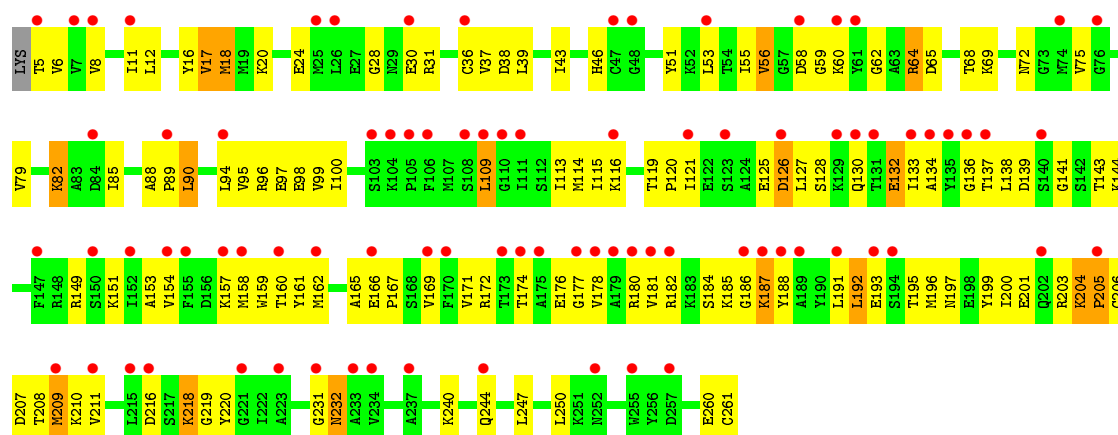 LYS T5 V6 V7 V8 I11 L12 Y16 V17 M18 M19 K20 E24 M25 L26 E27 G28 N29 E30 R31 C36 V37 D38 L39 I43 H46 C47 G48 Y51 K52 L53 T54 I55 V56 G57 D58 G59 K60 Y61 G62 A63 R64 D65 T68 K69 N72 G73 M74 V75 G76
V79 K82 A83 D84 I85 A88 P89 L90 L94 V95 R96 E97 E98 V99 I100 S103 K104 P105 F106 M107 S108 L109 G110 I111 S112 I113 M114 I115 K116 T119 P120 I121 E122 S123 A124 E125 D126 L127 S128 K129 Q130 T131 E132 I133 A134 Y135 G136 T137 L138 D139 S140 G141 S142 T143 K144
F147 R148 R149 S150 K151 I152 A153 V154 F155 D156 K157 M158 W159 T160 Y161 M162 A165 E166 P167 S168 V169 F170 V171 R172 T173 T174 A175 E176 G177 V178 A179 R180 V181 R182 K183 S184 K185 G186 K187 Y188 A189 Y190 L191 L192 E193 S194 T195 M196 N197 E198 Y199 I200 E201 Q202 R203 K204 P205 C206
D207 T208 M209 K210 V211 L215 D216 S217 K218 G219 Y220 G221 I222 A223 G231 N232 A233 V234 A237 K240 Q244 L247 L250 K251 N252 W255 Y256 D257 E260 C261